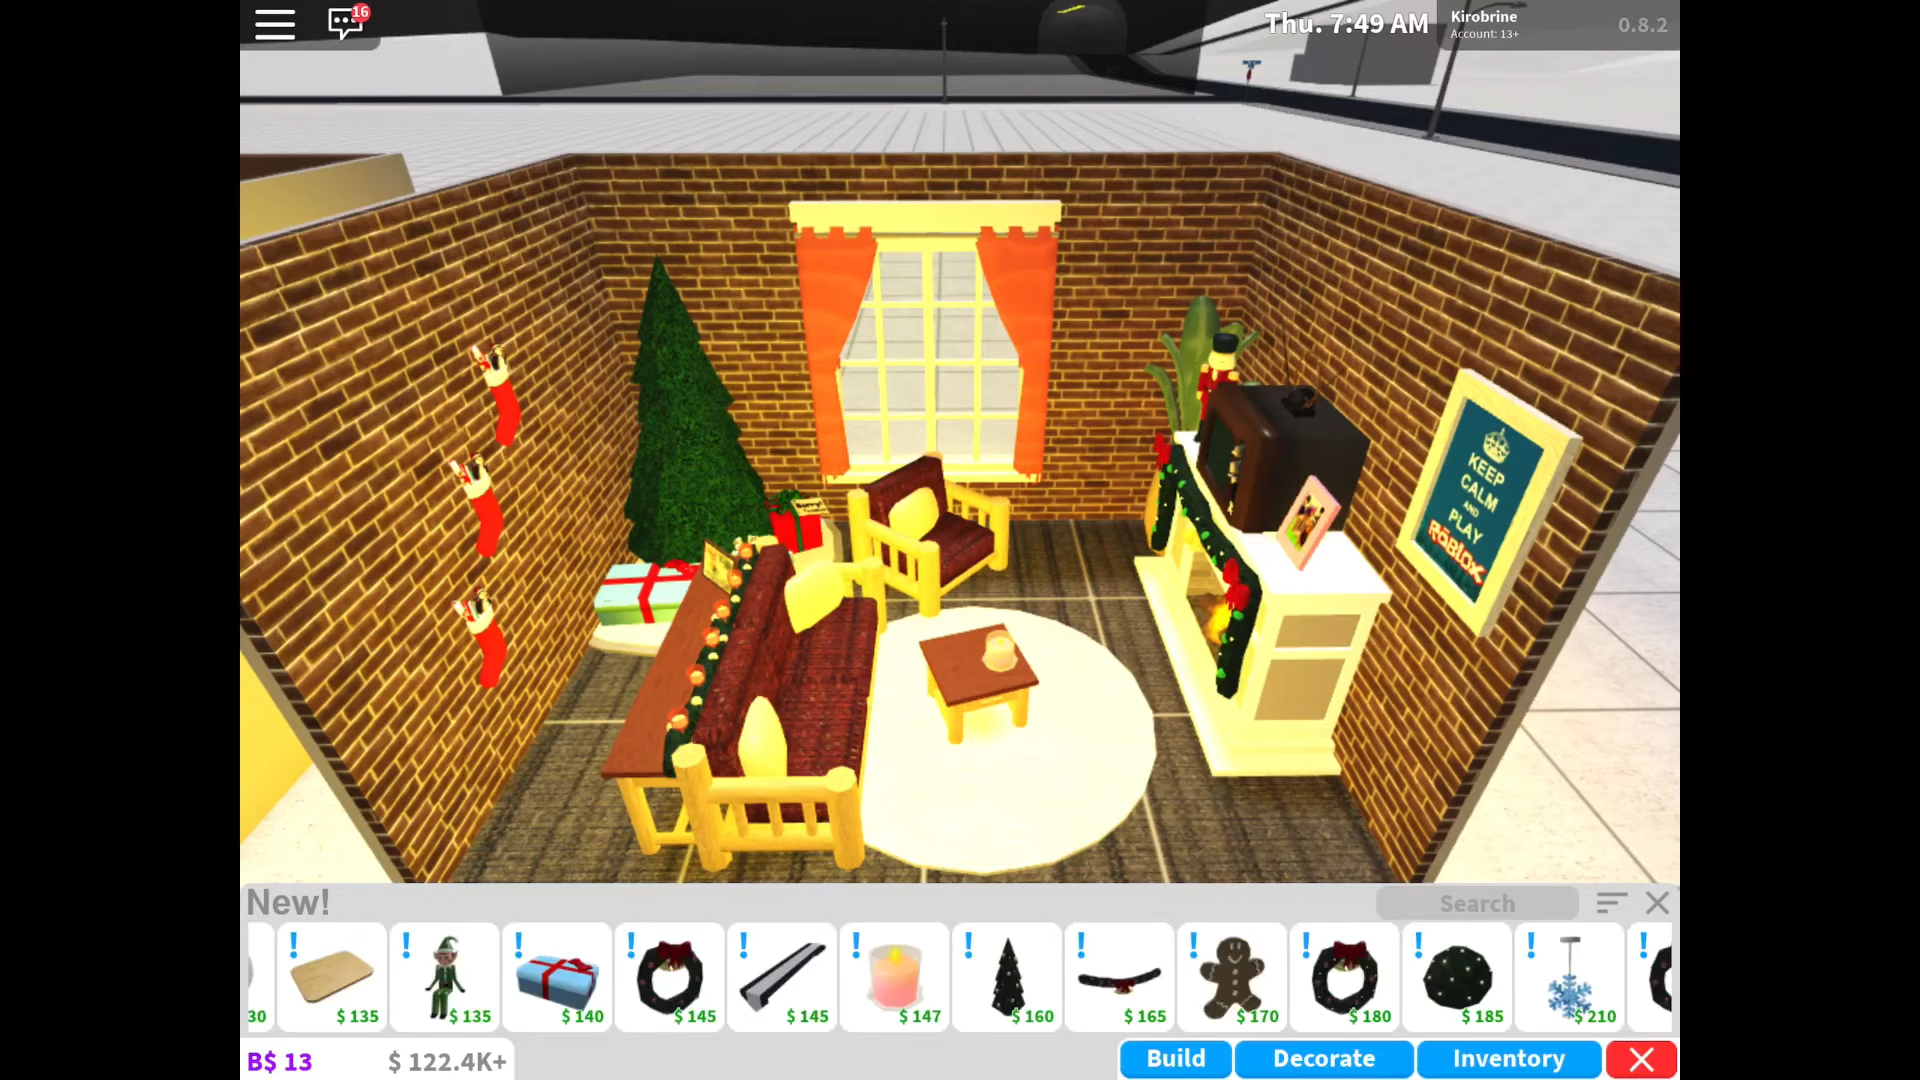 16
Thu. 7:49 AM
Kirobrine
Account: 13+
0.8.2
KEEP
CALM
AND
PLAY
ROBLOX
New!
Search
30
$ 135
$ 135
$ 140
$ 145
$ 145
$ 147
$ 160
$ 165
$ 170
$ 180
$ 185
$ 210
B$ 13
$ 122.4K+
Build
Decorate
Inventory